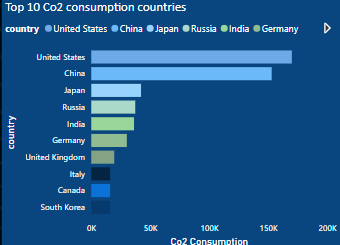 Top 10 Co2 consumption countries
country United States China Japan Russia India Germany
United States
China
Japan
Russia
India
Germany
United Kingdom
Italy
Canada
South Korea
country
0K 50K 100K 150K 200K
Co2 Consumption